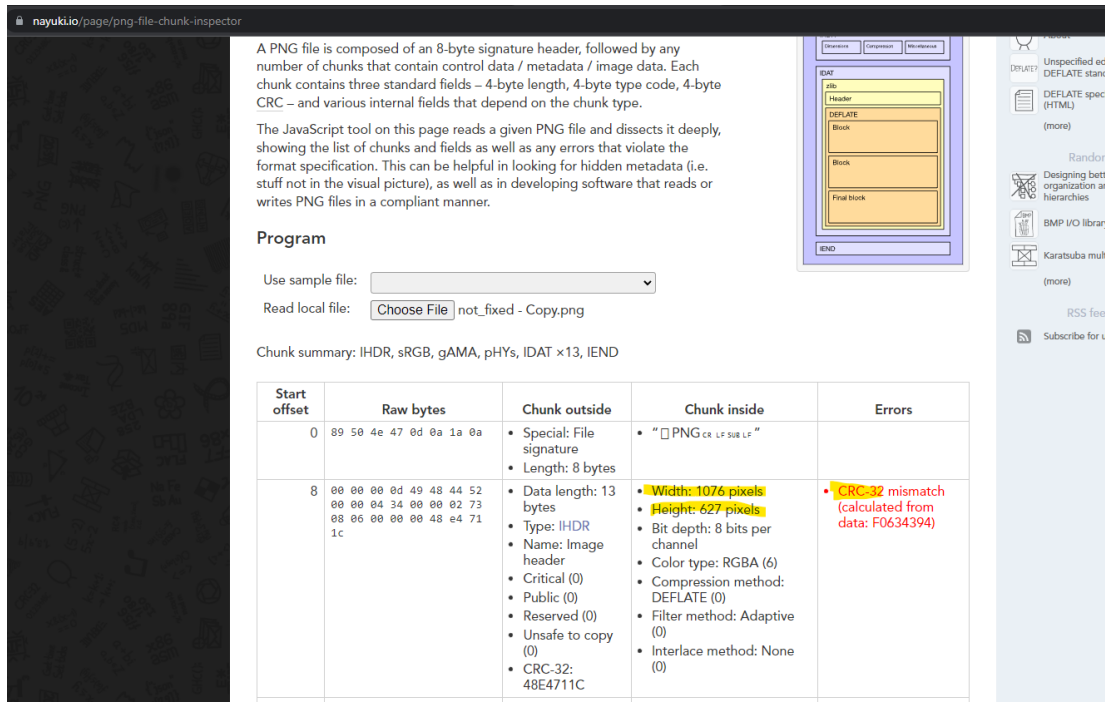 nayuki.io/page/png-file-chunk-inspector
A PNG file is composed of an 8-byte signature header, followed by any
number of chunks that contain control data / metadata / image data. Each
chunk contains three standard fields – 4-byte length, 4-byte type code, 4-byte
CRC – and various internal fields that depend on the chunk type.
The JavaScript tool on this page reads a given PNG file and dissects it deeply,
showing the list of chunks and fields as well as any errors that violate the
format specification. This can be helpful in looking for hidden metadata (i.e.
stuff not in the visual picture), as well as in developing software that reads or
writes PNG files in a compliant manner.
Dimensions Compression Miscellaneous
IDAT
zlib
Header
DEFLATE
Block
Block
Final block
IEND
Program
Use sample file:
Read local file: Choose File not_fixed - Copy.png
Chunk summary: IHDR, sRGB, gAMA, pHYs, IDAT ×13, IEND
Start
offset
Raw bytes
Chunk outside
Chunk inside
Errors
0
89 50 4e 47 0d 0a 1a 0a
• Special: File
signature
• Length: 8 bytes
• “▯PNG CR LF SUB LF”
8
00 00 00 0d 49 48 44 52
00 00 04 34 00 00 02 73
08 06 00 00 00 48 e4 71
1c
• Data length: 13
bytes
• Type: IHDR
• Name: Image
header
• Critical (0)
• Public (0)
• Reserved (0)
• Unsafe to copy
(0)
• CRC-32:
48E4711C
• Width: 1076 pixels
• Height: 627 pixels
• Bit depth: 8 bits per
channel
• Color type: RGBA (6)
• Compression method:
DEFLATE (0)
• Filter method: Adaptive
(0)
• Interlace method: None
(0)
• CRC-32 mismatch
(calculated from
data: F0634394)
DEFLATE?
Unspecified ed
DEFLATE stand
DEFLATE spec
(HTML)
(more)
Randor
Designing bett
organization a
hierarchies
BMP I/O library
Karatsuba mult
(more)
RSS fee
Subscribe for u